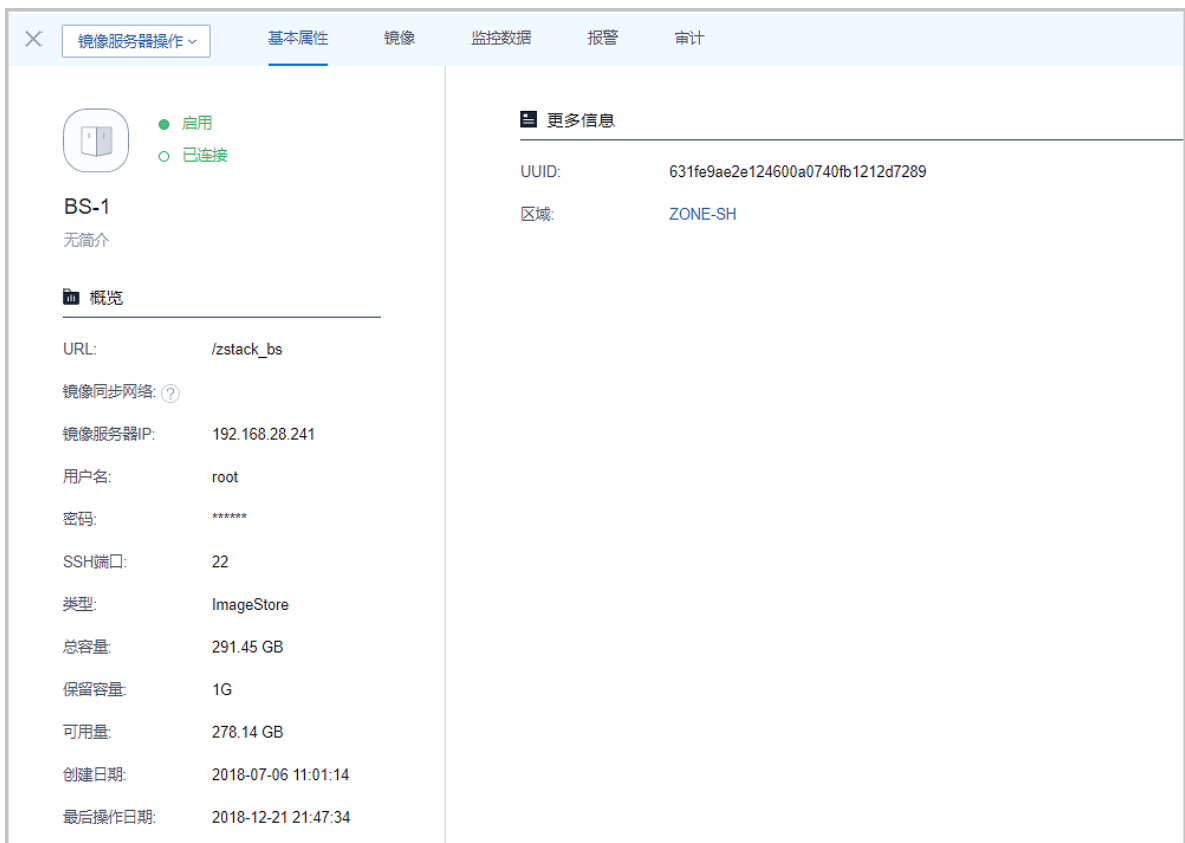 镜像服务器操作
基本属性
镜像
监控数据
报警
审计
启用
已连接
BS-1
无简介
概览
URL: /zstack_bs
镜像同步网络: ?
镜像服务器IP: 192.168.28.241
用户名: root
密码: ******
SSH端口: 22
类型: ImageStore
总容量: 291.45 GB
保留容量: 1G
可用量: 278.14 GB
创建日期: 2018-07-06 11:01:14
最后操作日期: 2018-12-21 21:47:34
更多信息
UUID: 631fe9ae2e124600a0740fb1212d7289
区域: ZONE-SH